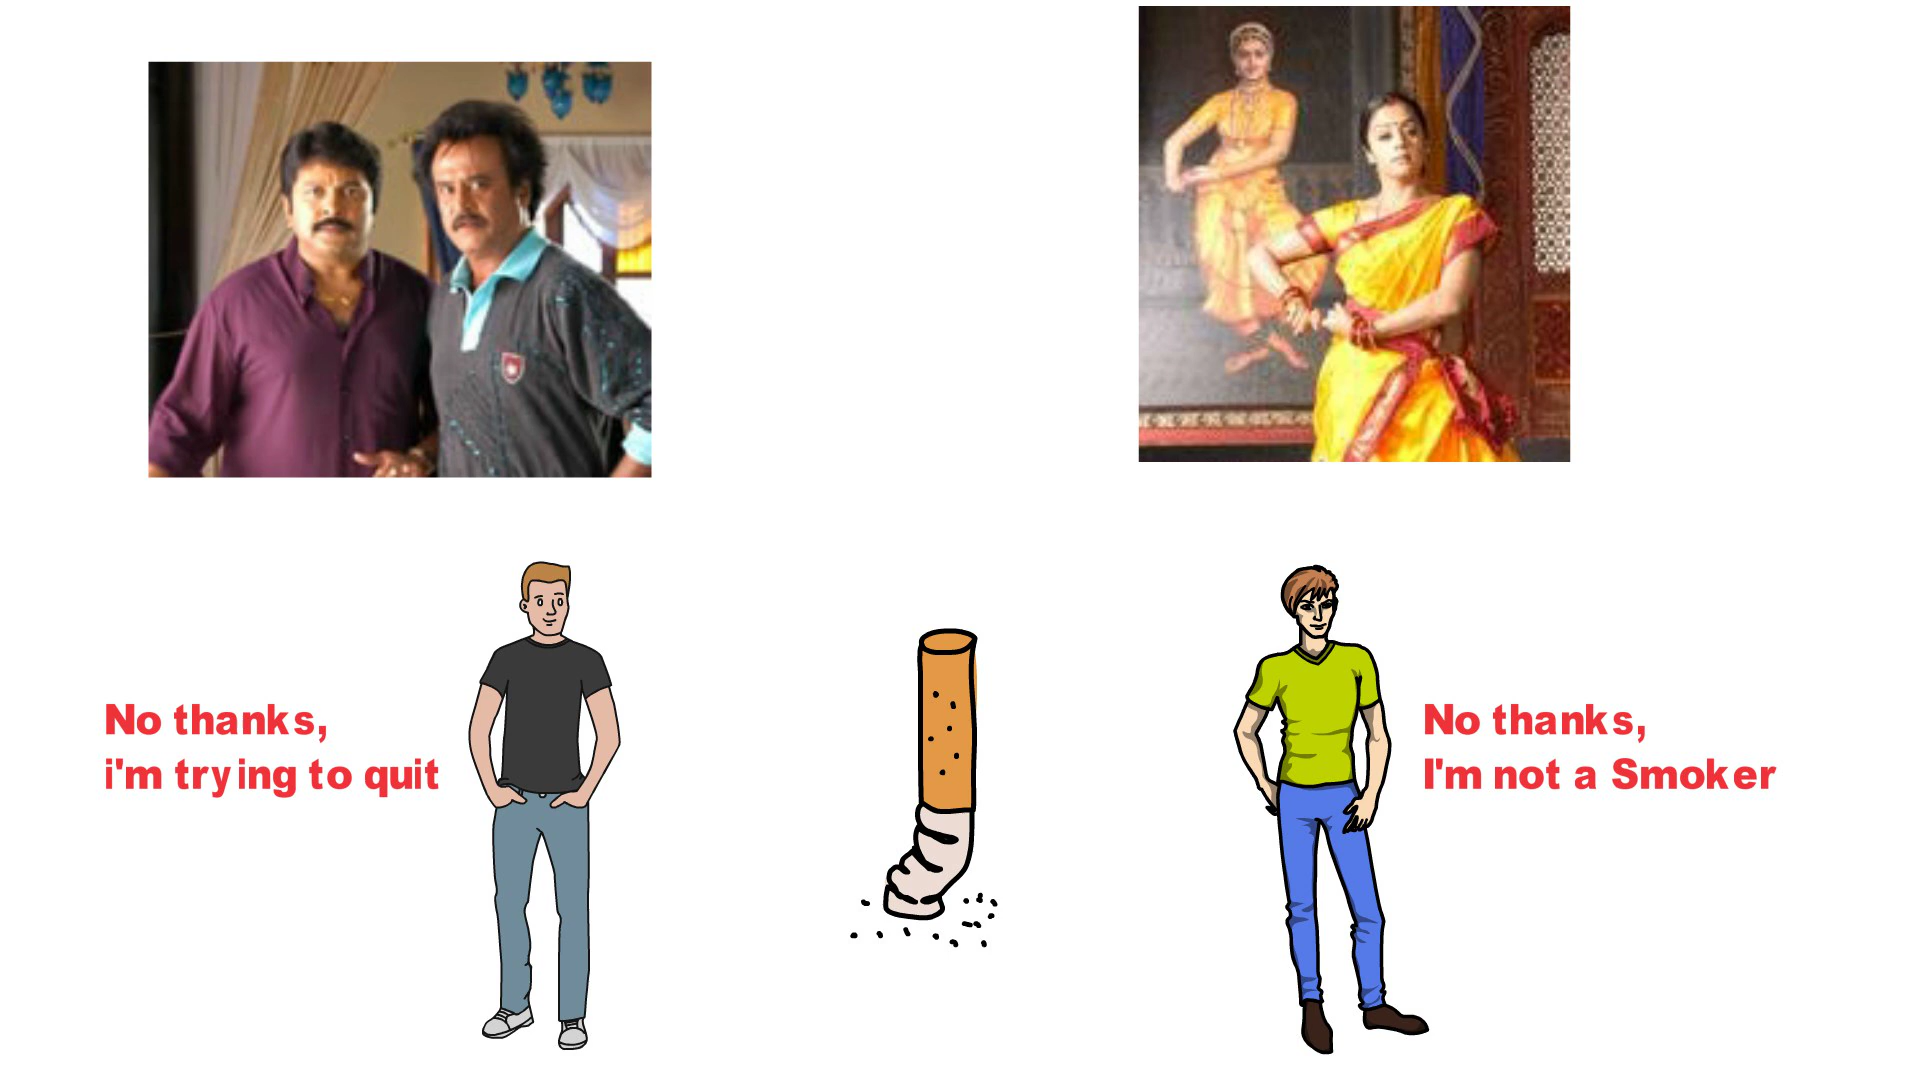 No thanks,
i'm trying to quit
No thanks,
I'm not a Smoker